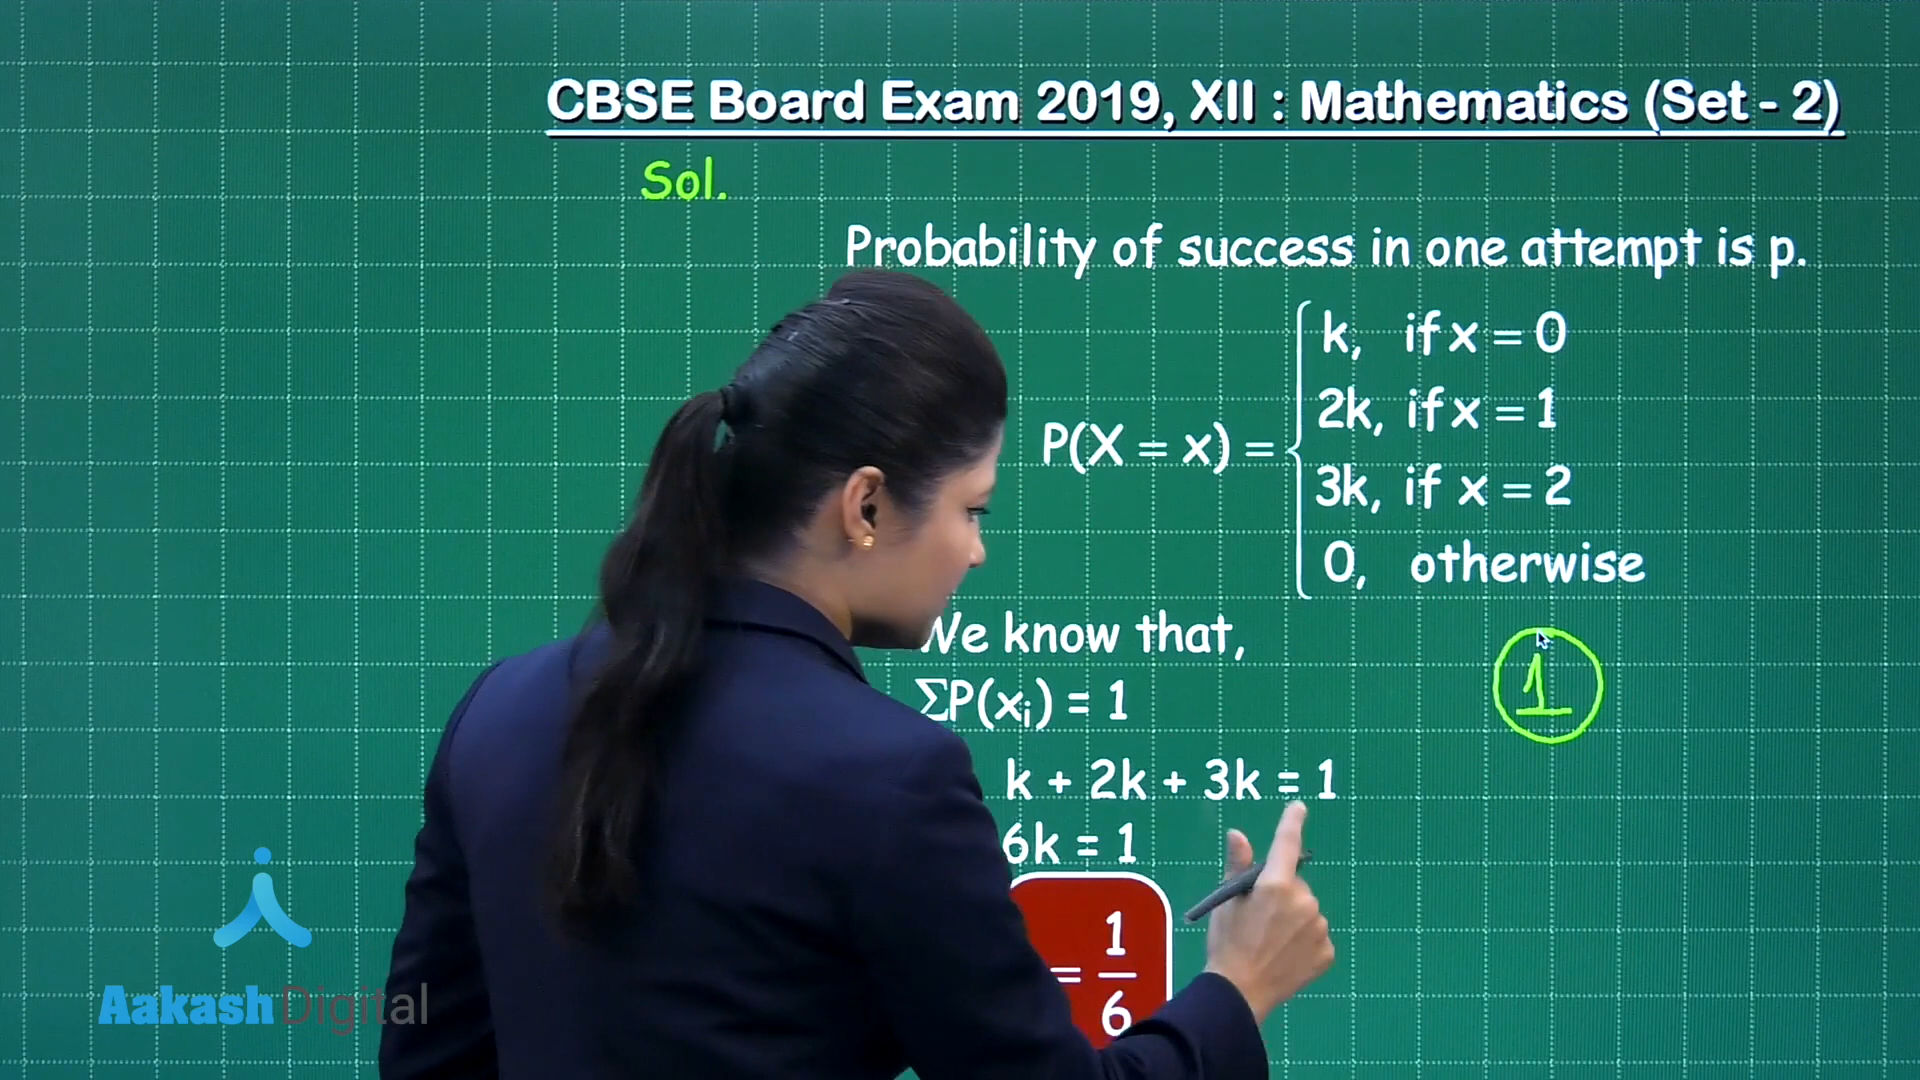 CBSE Board Exam 2019, XII : Mathematics (Set - 2)
Sol.
Probability of success in one attempt is p.
P(X = x) =
k, if x = 0
2k, if x = 1
3k, if x = 2
0, otherwise
We know that,
ΣP(xᵢ) = 1
1
k + 2k + 3k = 1
6k = 1
= 1/6
Aakash Digital